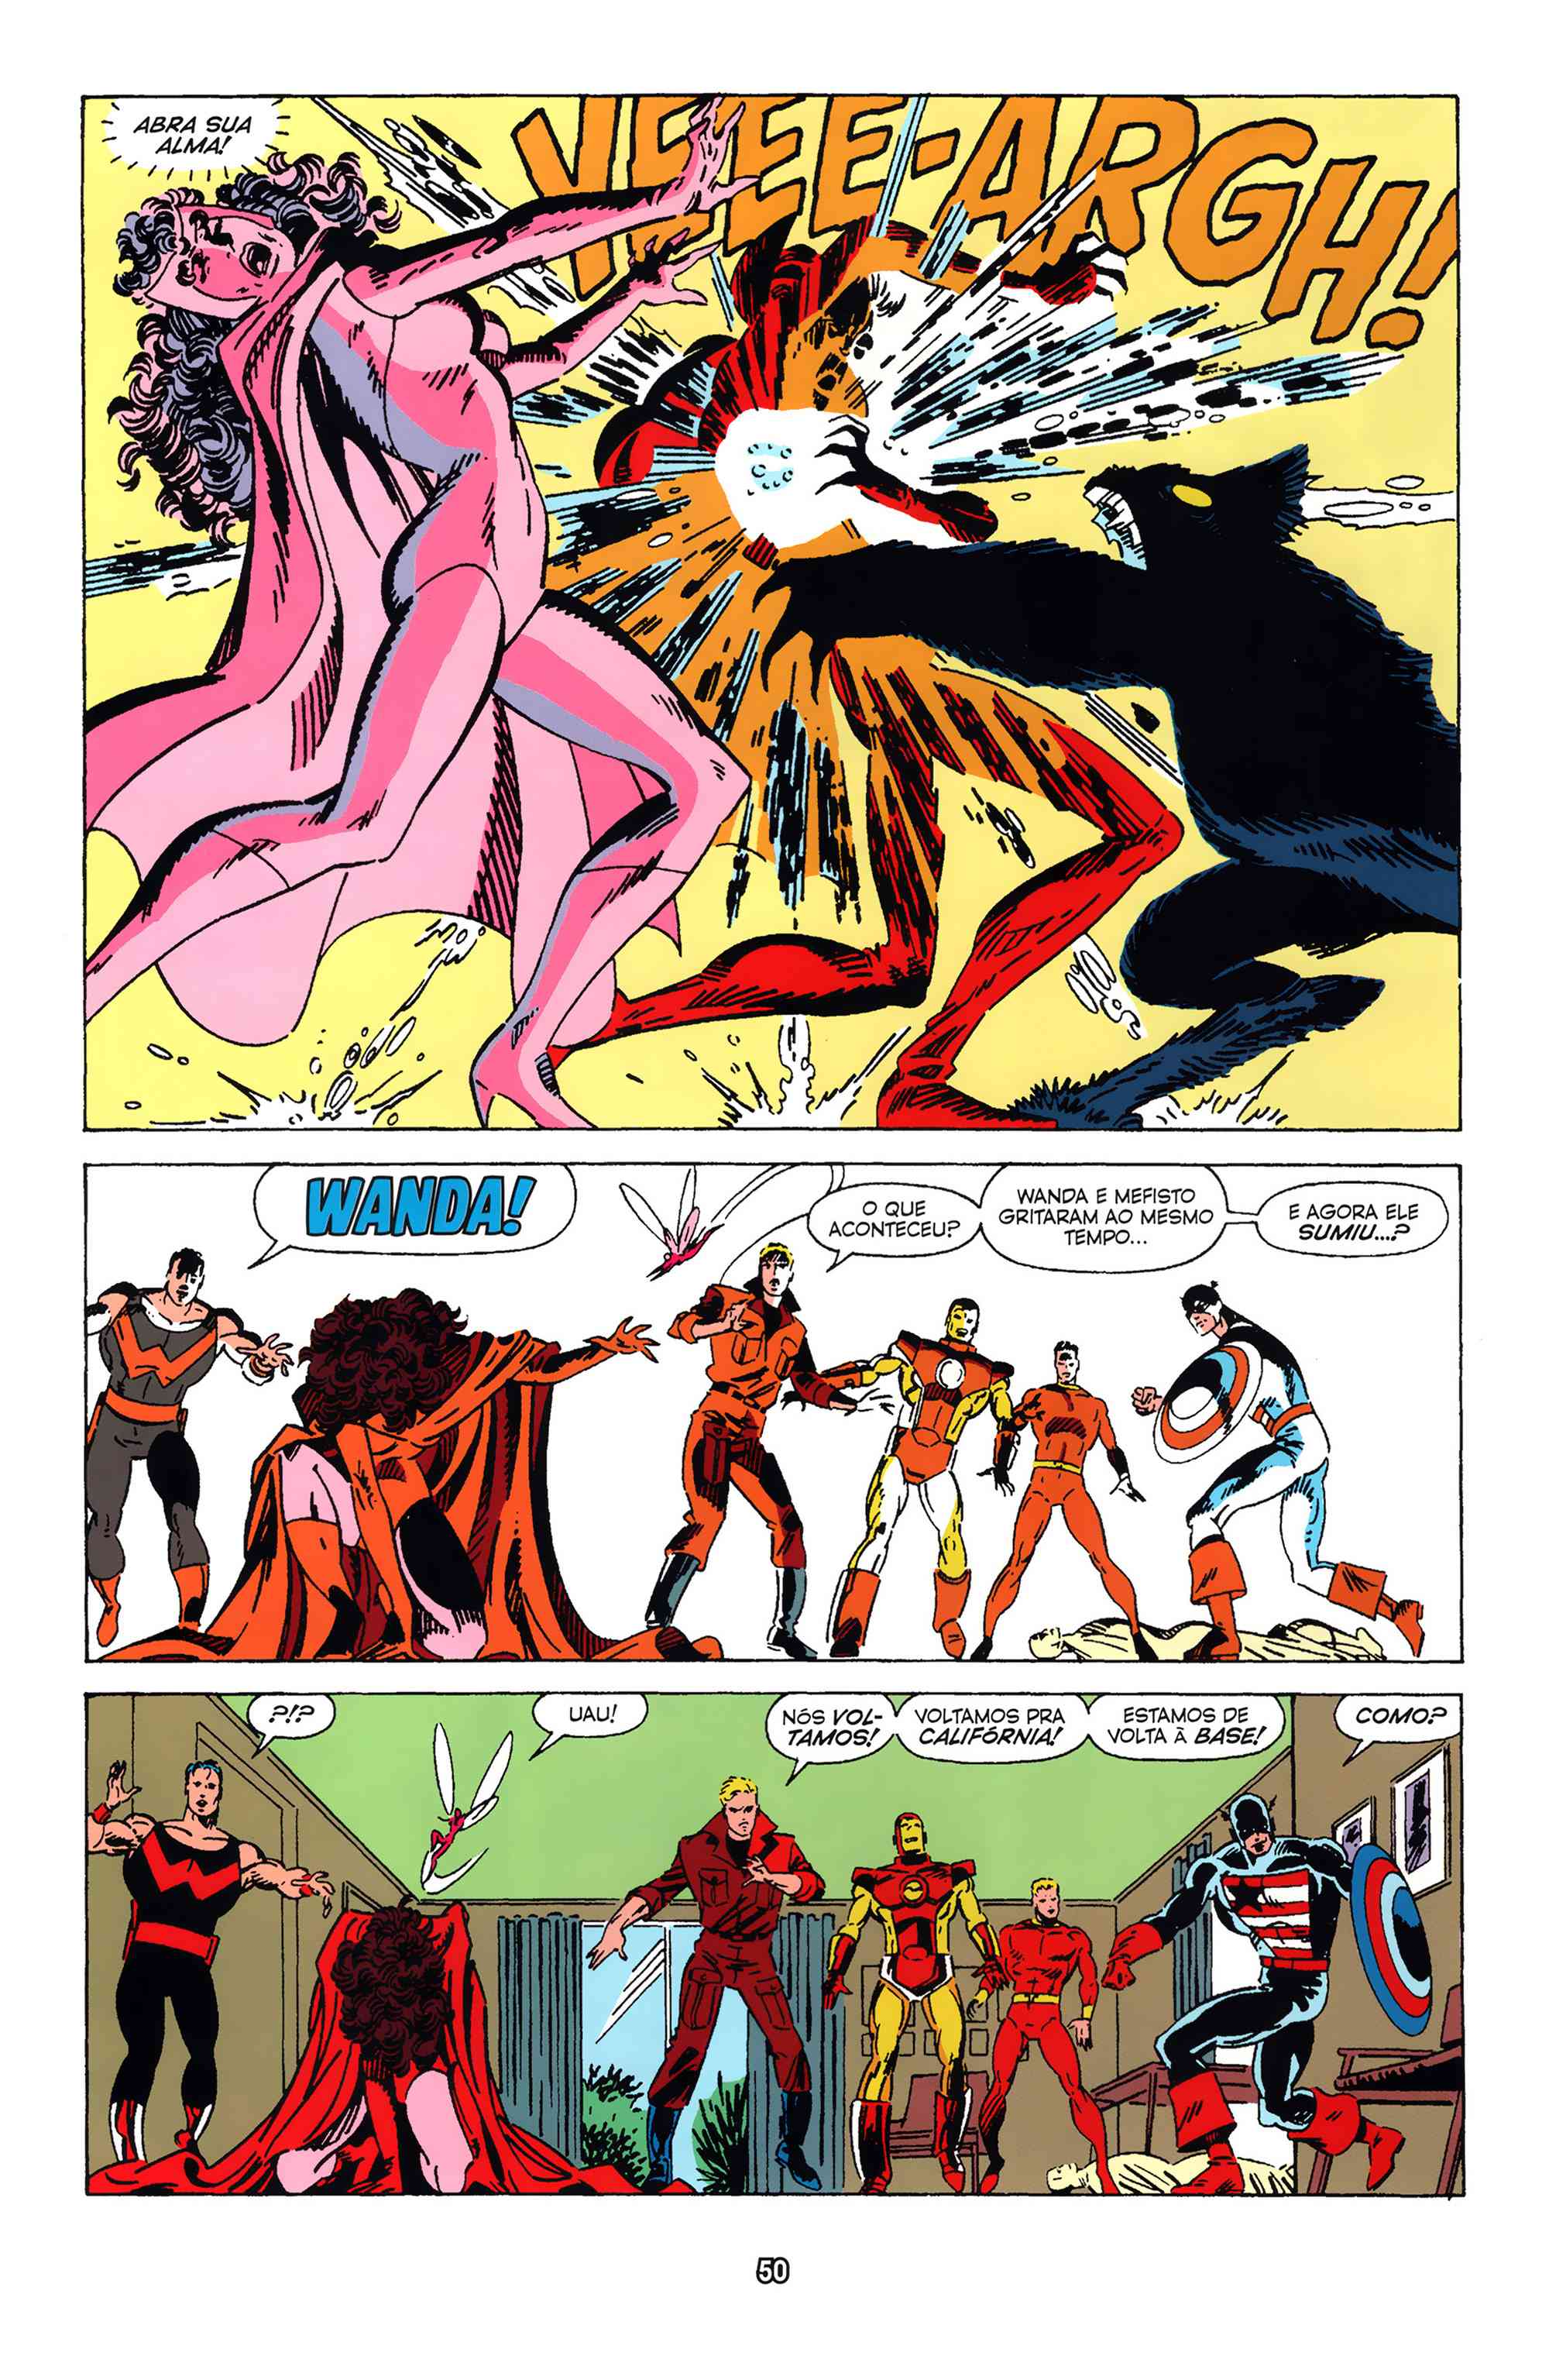 ABRA SUA
ALMA!
YEEE-ARGH!
WANDA!
O QUE
ACONTECEU?
WANDA E MEFISTO
GRITARAM AO MESMO
TEMPO...
E AGORA ELE
SUMIU...?
?!?
UAU!
NÓS VOL-
TAMOS!
VOLTAMOS PRA
CALIFÓRNIA!
ESTAMOS DE
VOLTA À BASE!
COMO?
50